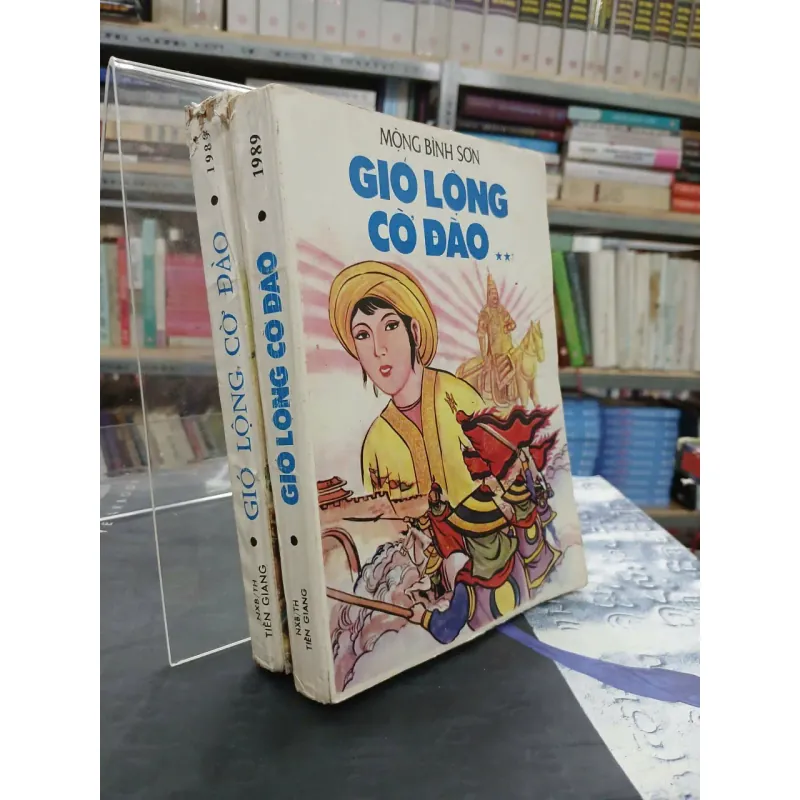 MỘNG BÌNH SƠN
GIÓ LỘNG
CỜ ĐÀO **
1989 • GIÓ LỘNG CỜ ĐÀO • NXB/TH
TIỀN GIANG
1989 • GIÓ LỘNG CỜ ĐÀO • NXB/TH
TIỀN GIANG